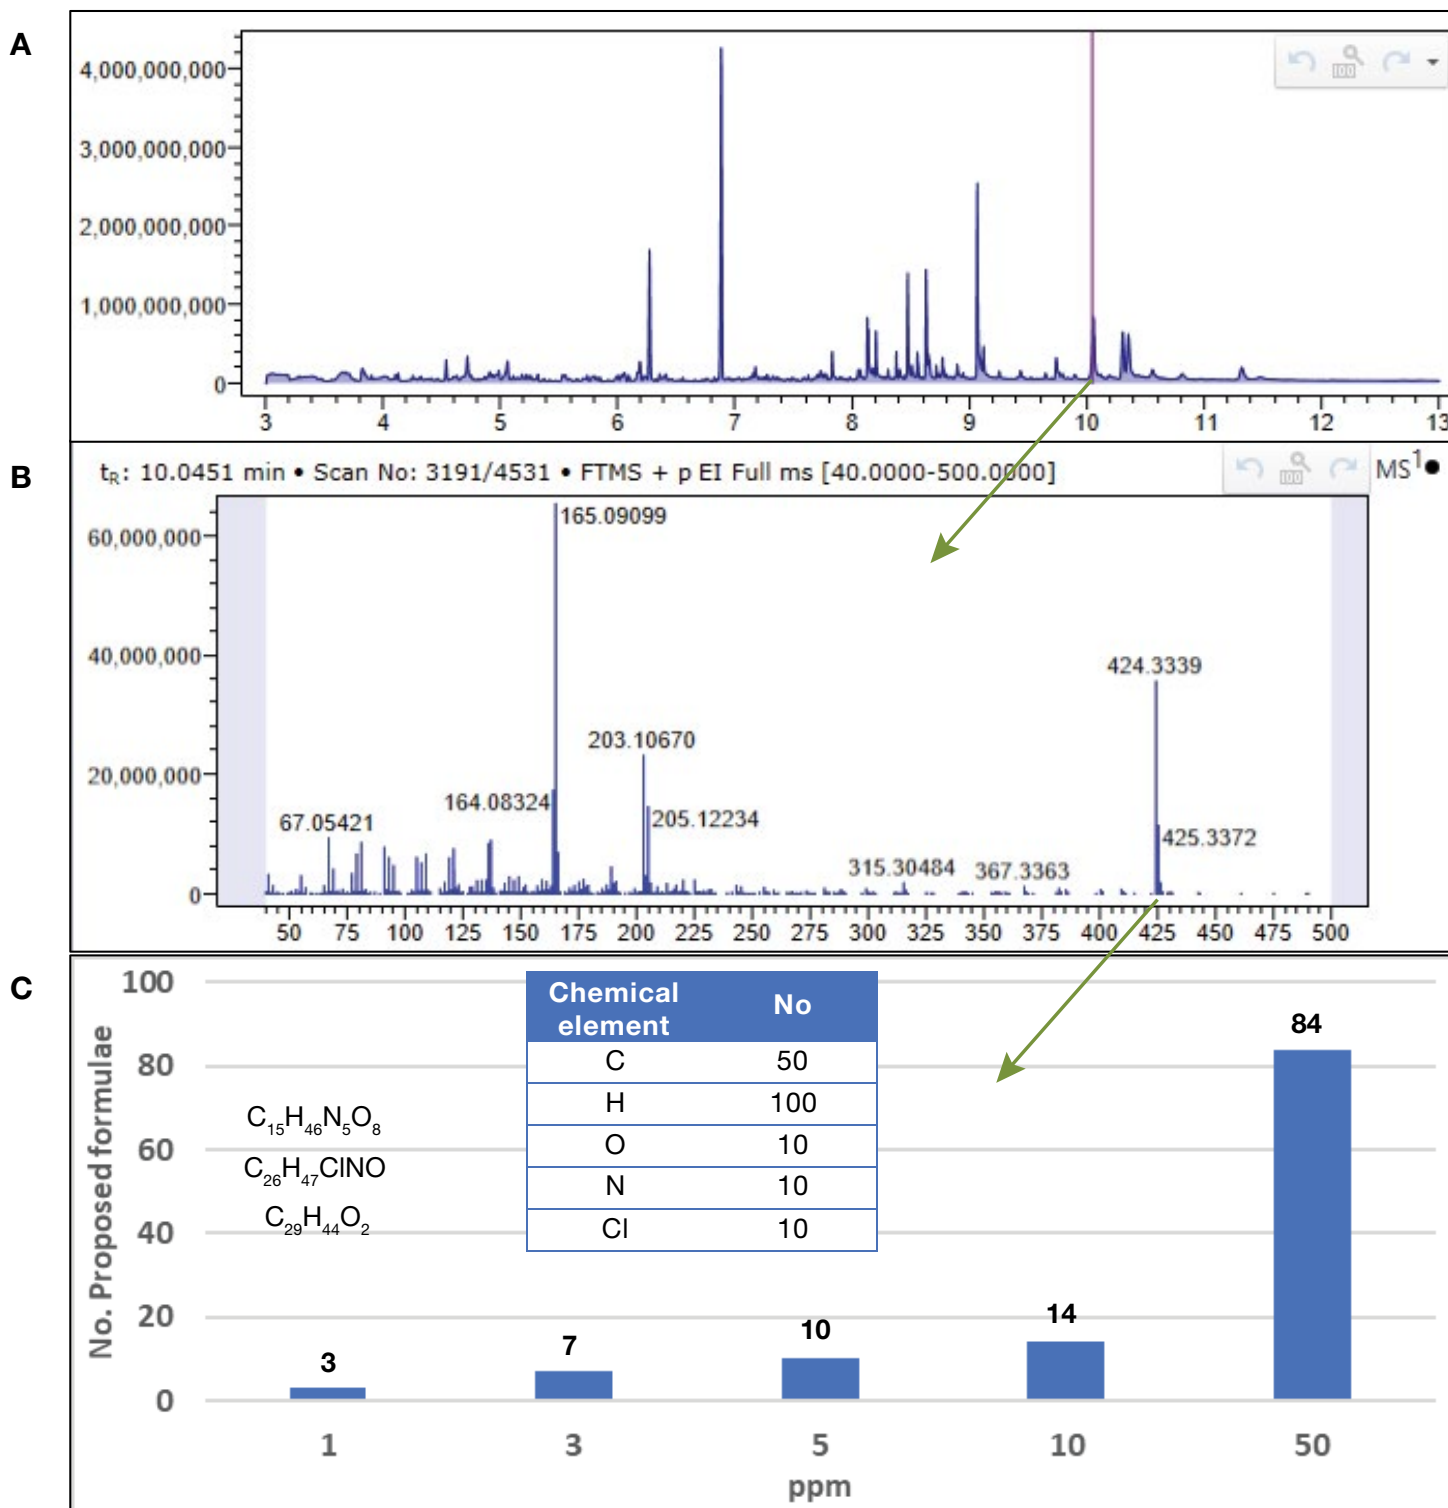 A
4,000,000,000
3,000,000,000
2,000,000,000
1,000,000,000
0
3 4 5 6 7 8 9 10 11 12 13
100
B
tR: 10.0451 min • Scan No: 3191/4531 • FTMS + p EI Full ms [40.0000-500.0000]
100
MS1●
60,000,000
40,000,000
20,000,000
0
165.09099
424.3339
203.10670
164.08324
205.12234
67.05421
425.3372
315.30484
367.3363
50 75 100 125 150 175 200 225 250 275 300 325 350 375 400 425 450 475 500
C
No. Proposed formulae
100
80
60
40
20
0
C15H46N5O8
C26H47ClNO
C29H44O2
Chemical element No
C 50
H 100
O 10
N 10
Cl 10
3 7 10 14 84
1 3 5 10 50
ppm